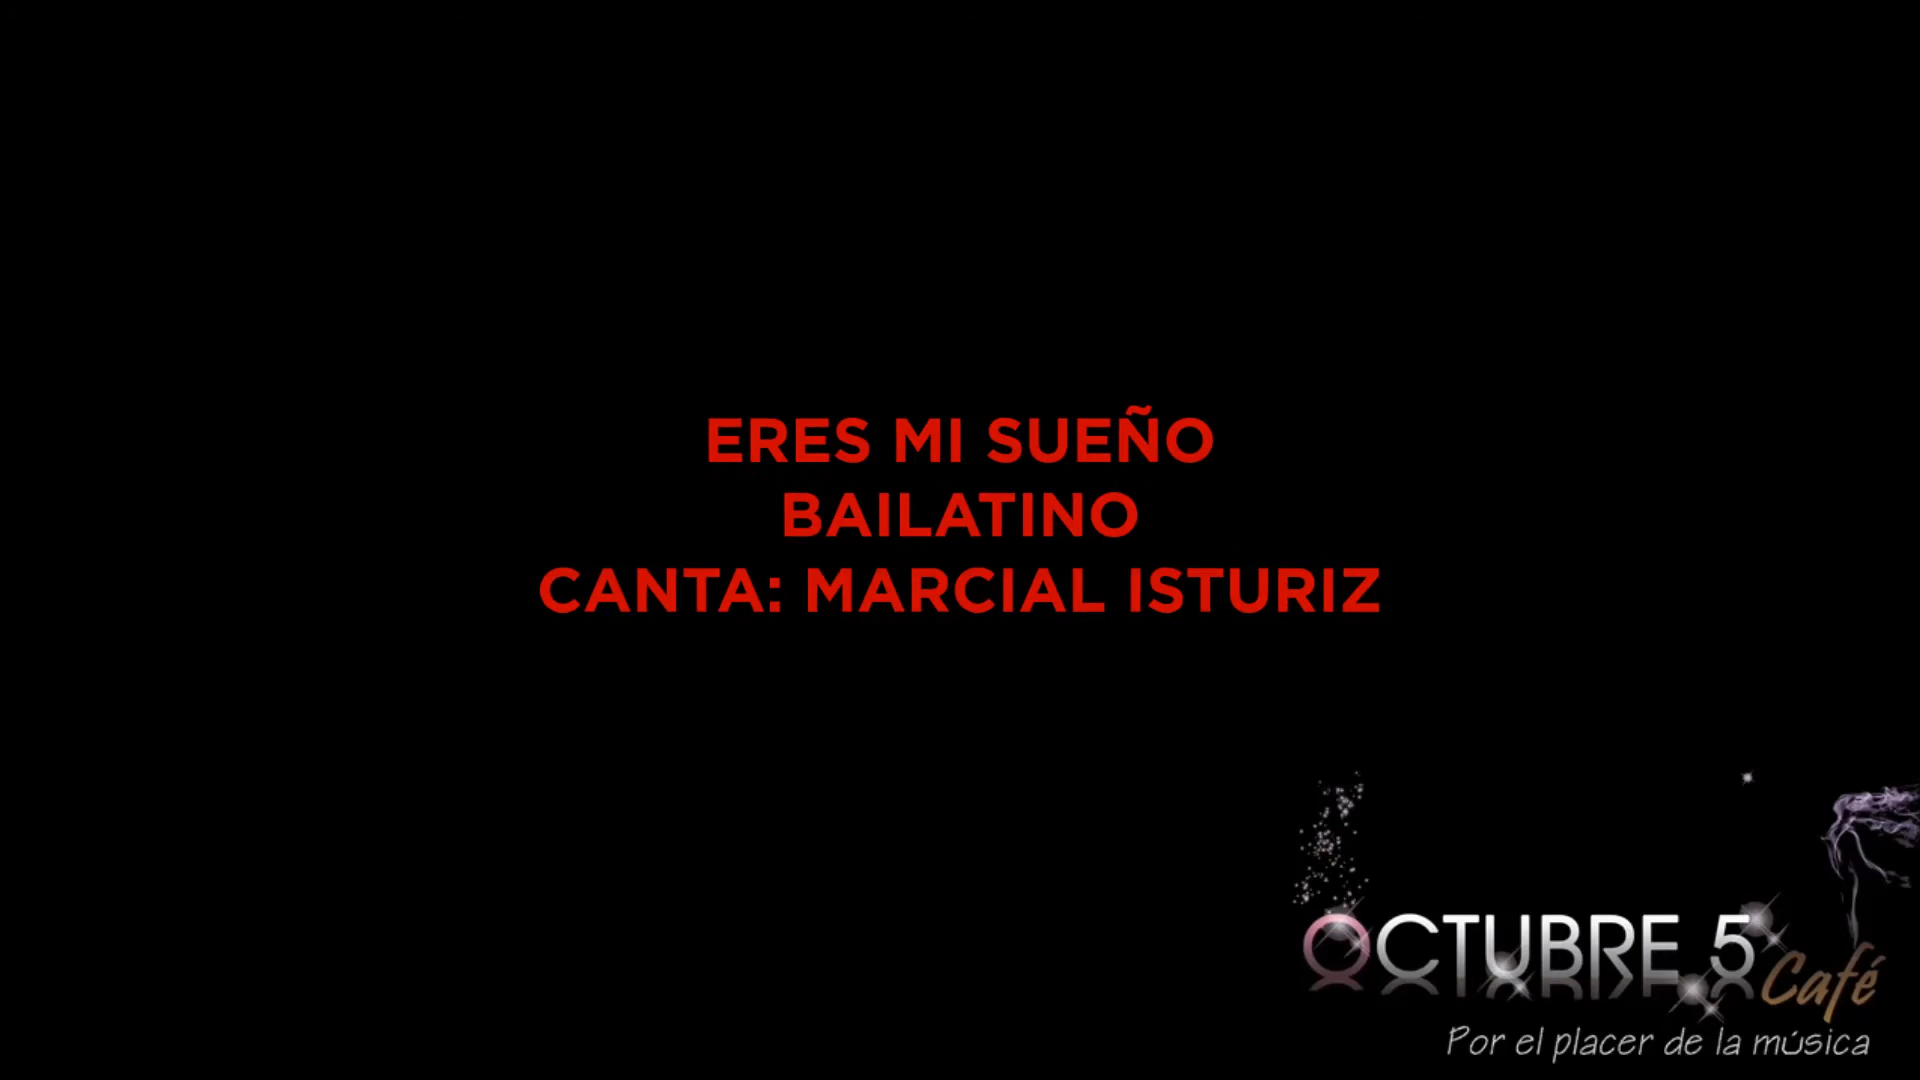 ERES MI SUEÑO
BAILATINO
CANTA: MARCIAL ISTURIZ
OCTUBRE 5
Café
Por el placer de la música